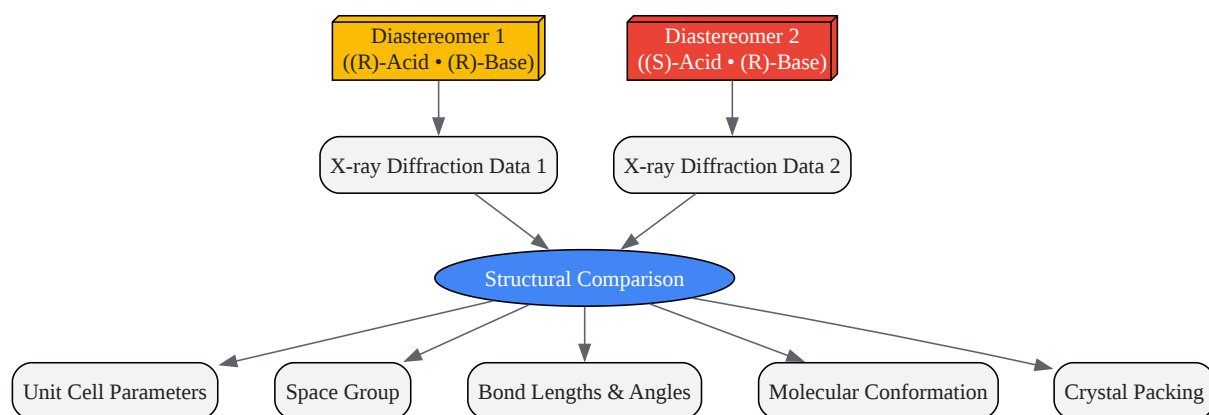 Diastereomer 1
((R)-Acid • (R)-Base)
Diastereomer 2
((S)-Acid • (R)-Base)
X-ray Diffraction Data 1
X-ray Diffraction Data 2
Structural Comparison
Unit Cell Parameters
Space Group
Bond Lengths & Angles
Molecular Conformation
Crystal Packing